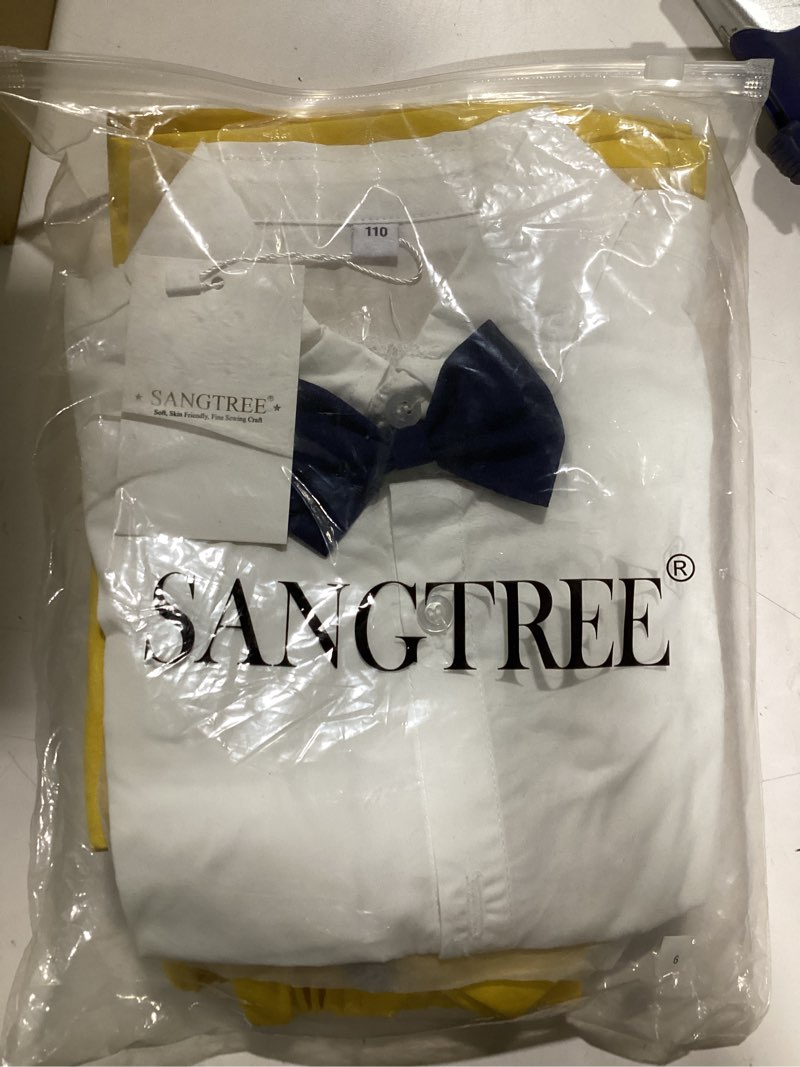 110
SANGTREE®
Soft, Skin Friendly, Fine Sewing Craft
SANGTREE®
6